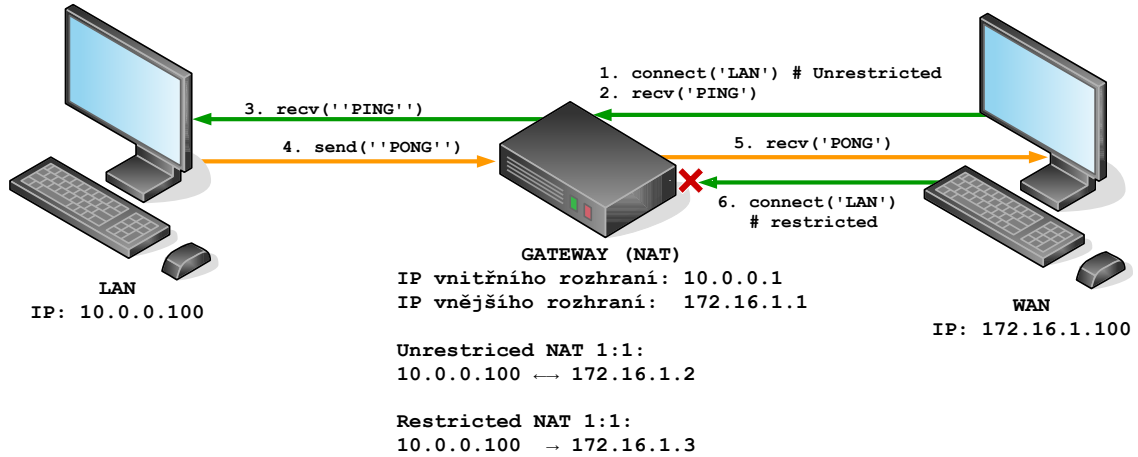 1. connect('LAN') # Unrestricted
2. recv('PING')
3. recv(''PING'')
4. send(''PONG'')
5. recv('PONG')
6. connect('LAN')
# restricted
GATEWAY (NAT)
IP vnitřního rozhraní: 10.0.0.1
IP vnějšího rozhraní: 172.16.1.1
LAN
IP: 10.0.0.100
WAN
IP: 172.16.1.100
Unrestriced NAT 1:1:
10.0.0.100 ←→ 172.16.1.2
Restricted NAT 1:1:
10.0.0.100 → 172.16.1.3